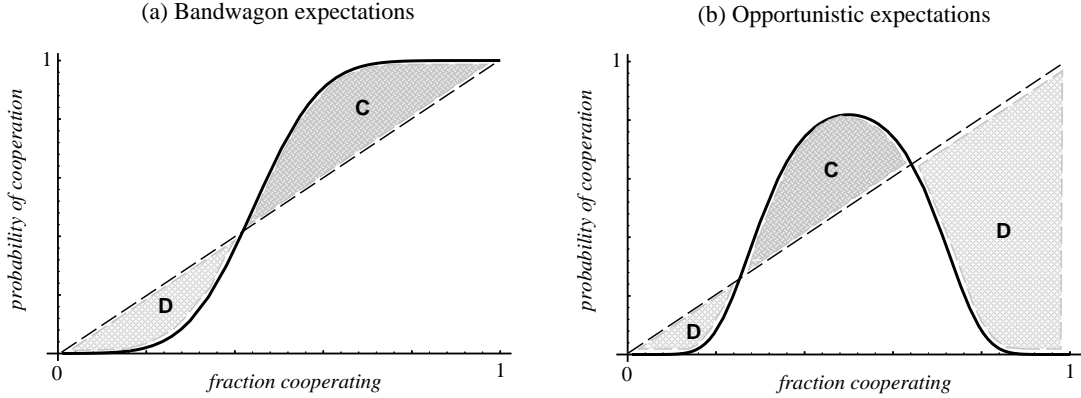 (a) Bandwagon expectations
1
probability of cooperation
C
D
0
fraction cooperating
1
(b) Opportunistic expectations
1
probability of cooperation
C
D
D
0
fraction cooperating
1